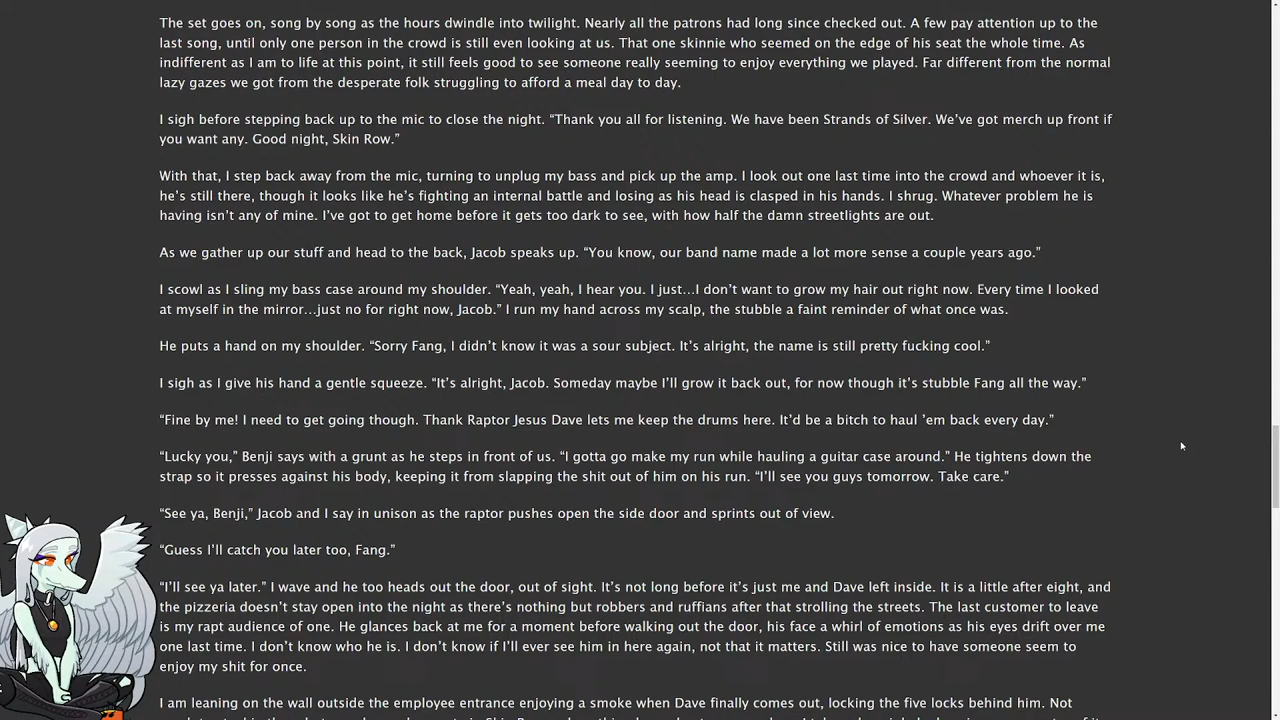 The set goes on, song by song as the hours dwindle into twilight. Nearly all the patrons had long since checked out. A few pay attention up to the
last song, until only one person in the crowd is still even looking at us. That one skinnie who seemed on the edge of his seat the whole time. As
indifferent as I am to life at this point, it still feels good to see someone really seeming to enjoy everything we played. Far different from the normal
lazy gazes we got from the desperate folk struggling to afford a meal day to day.
I sigh before stepping back up to the mic to close the night. “Thank you all for listening. We have been Strands of Silver. We’ve got merch up front if
you want any. Good night, Skin Row.”
With that, I step back away from the mic, turning to unplug my bass and pick up the amp. I look out one last time into the crowd and whoever it is,
he’s still there, though it looks like he’s fighting an internal battle and losing as his head is clasped in his hands. I shrug. Whatever problem he is
having isn’t any of mine. I’ve got to get home before it gets too dark to see, with how half the damn streetlights are out.
As we gather up our stuff and head to the back, Jacob speaks up. “You know, our band name made a lot more sense a couple years ago.”
I scowl as I sling my bass case around my shoulder. “Yeah, yeah, I hear you. I just…I don’t want to grow my hair out right now. Every time I looked
at myself in the mirror…just no for right now, Jacob.” I run my hand across my scalp, the stubble a faint reminder of what once was.
He puts a hand on my shoulder. “Sorry Fang, I didn’t know it was a sour subject. It’s alright, the name is still pretty fucking cool.”
I sigh as I give his hand a gentle squeeze. “It’s alright, Jacob. Someday maybe I’ll grow it back out, for now though it’s stubble Fang all the way.”
“Fine by me! I need to get going though. Thank Raptor Jesus Dave lets me keep the drums here. It’d be a bitch to haul ’em back every day.”
“Lucky you,” Benji says with a grunt as he steps in front of us. “I gotta go make my run while hauling a guitar case around.” He tightens down the
strap so it presses against his body, keeping it from slapping the shit out of him on his run. “I’ll see you guys tomorrow. Take care.”
“See ya, Benji,” Jacob and I say in unison as the raptor pushes open the side door and sprints out of view.
“Guess I’ll catch you later too, Fang.”
“I’ll see ya later.” I wave and he too heads out the door, out of sight. It’s not long before it’s just me and Dave left inside. It is a little after eight, and
the pizzeria doesn’t stay open into the night as there’s nothing but robbers and ruffians after that strolling the streets. The last customer to leave
is my rapt audience of one. He glances back at me for a moment before walking out the door, his face a whirl of emotions as his eyes drift over me
one last time. I don’t know who he is. I don’t know if I’ll ever see him in here again, not that it matters. Still was nice to have someone seem to
enjoy my shit for once.
I am leaning on the wall outside the employee entrance enjoying a smoke when Dave finally comes out, locking the five locks behind him. Not